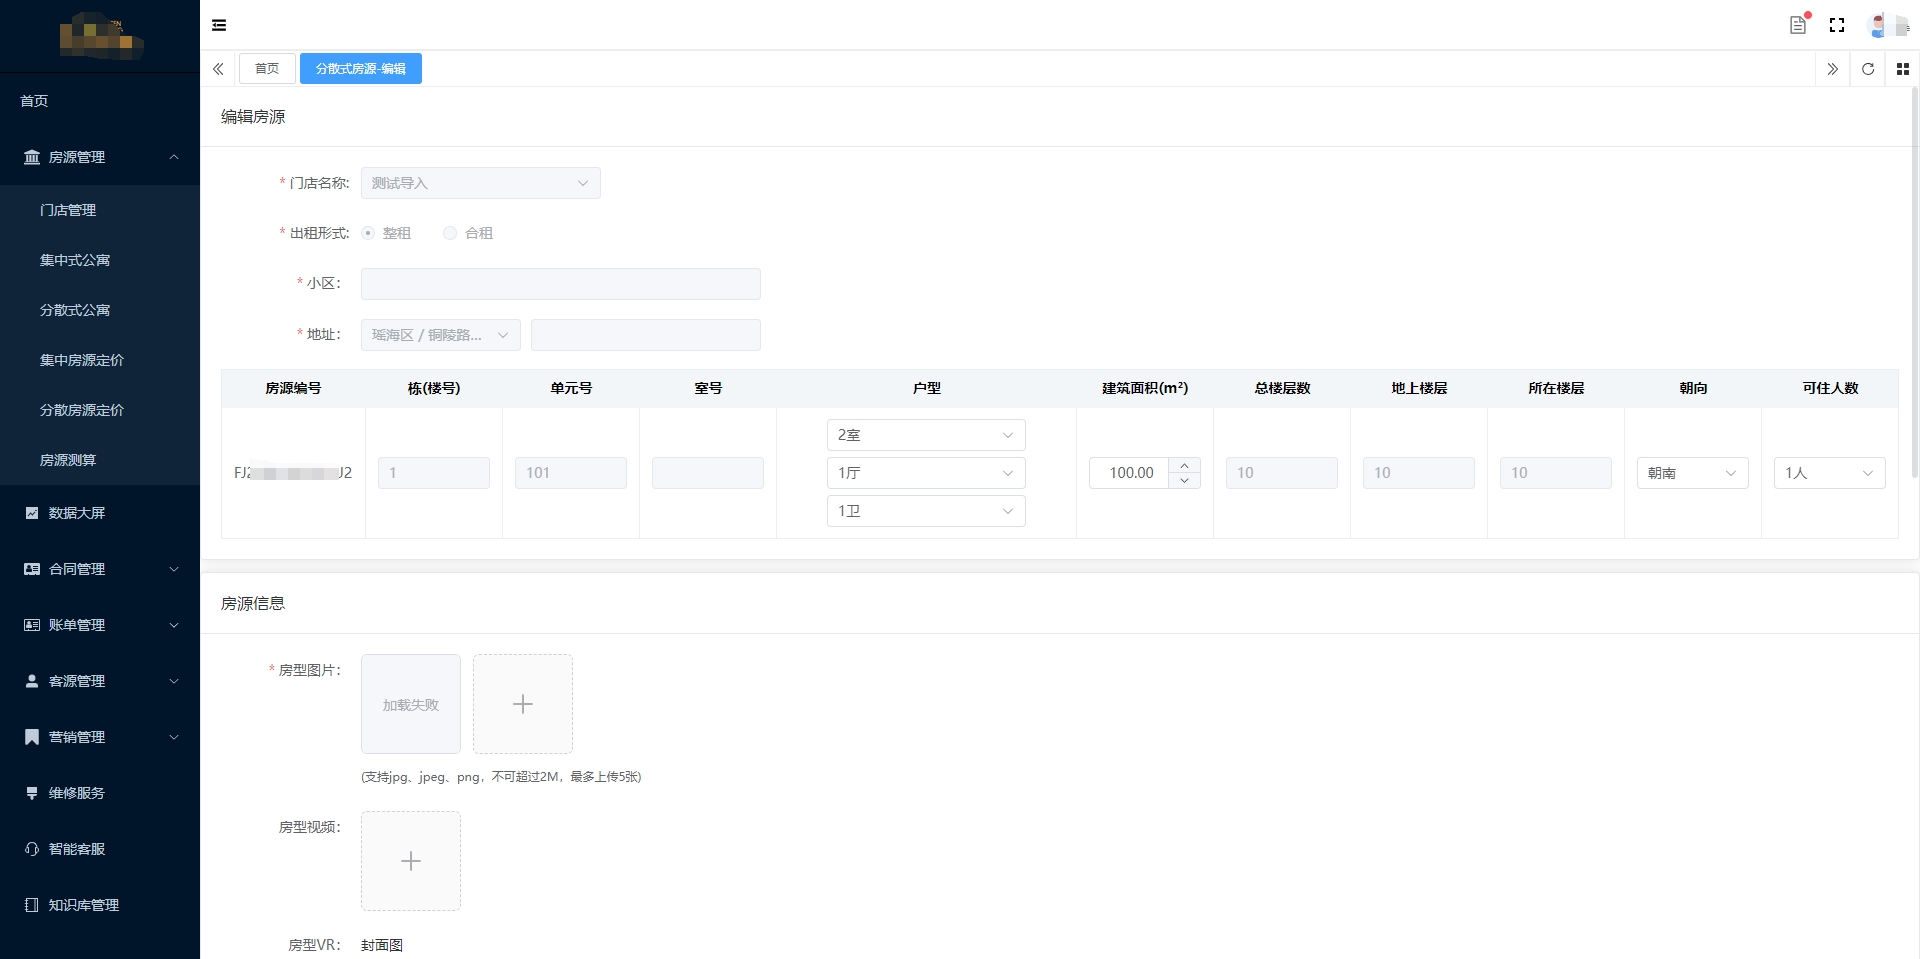 首页
房源管理
门店管理
集中式公寓
分散式公寓
集中房源定价
分散房源定价
房源测算
数据大屏
合同管理
账单管理
客源管理
营销管理
维修服务
智能客服
知识库管理
首页 分散式房源-编辑
编辑房源
* 门店名称: 测试导入
* 出租形式: 整租 合租
* 小区：
* 地址： 瑶海区 / 铜陵路...
房源编号 栋(楼号) 单元号 室号 户型 建筑面积(m²) 总楼层数 地上楼层 所在楼层 朝向 可住人数
2室
FJ2 J2 1 101 1厅 100.00 10 10 10 朝南 1人
1卫
房源信息
* 房型图片： 加载失败
(支持jpg、jpeg、png，不可超过2M，最多上传5张)
房型视频：
房型VR： 封面图